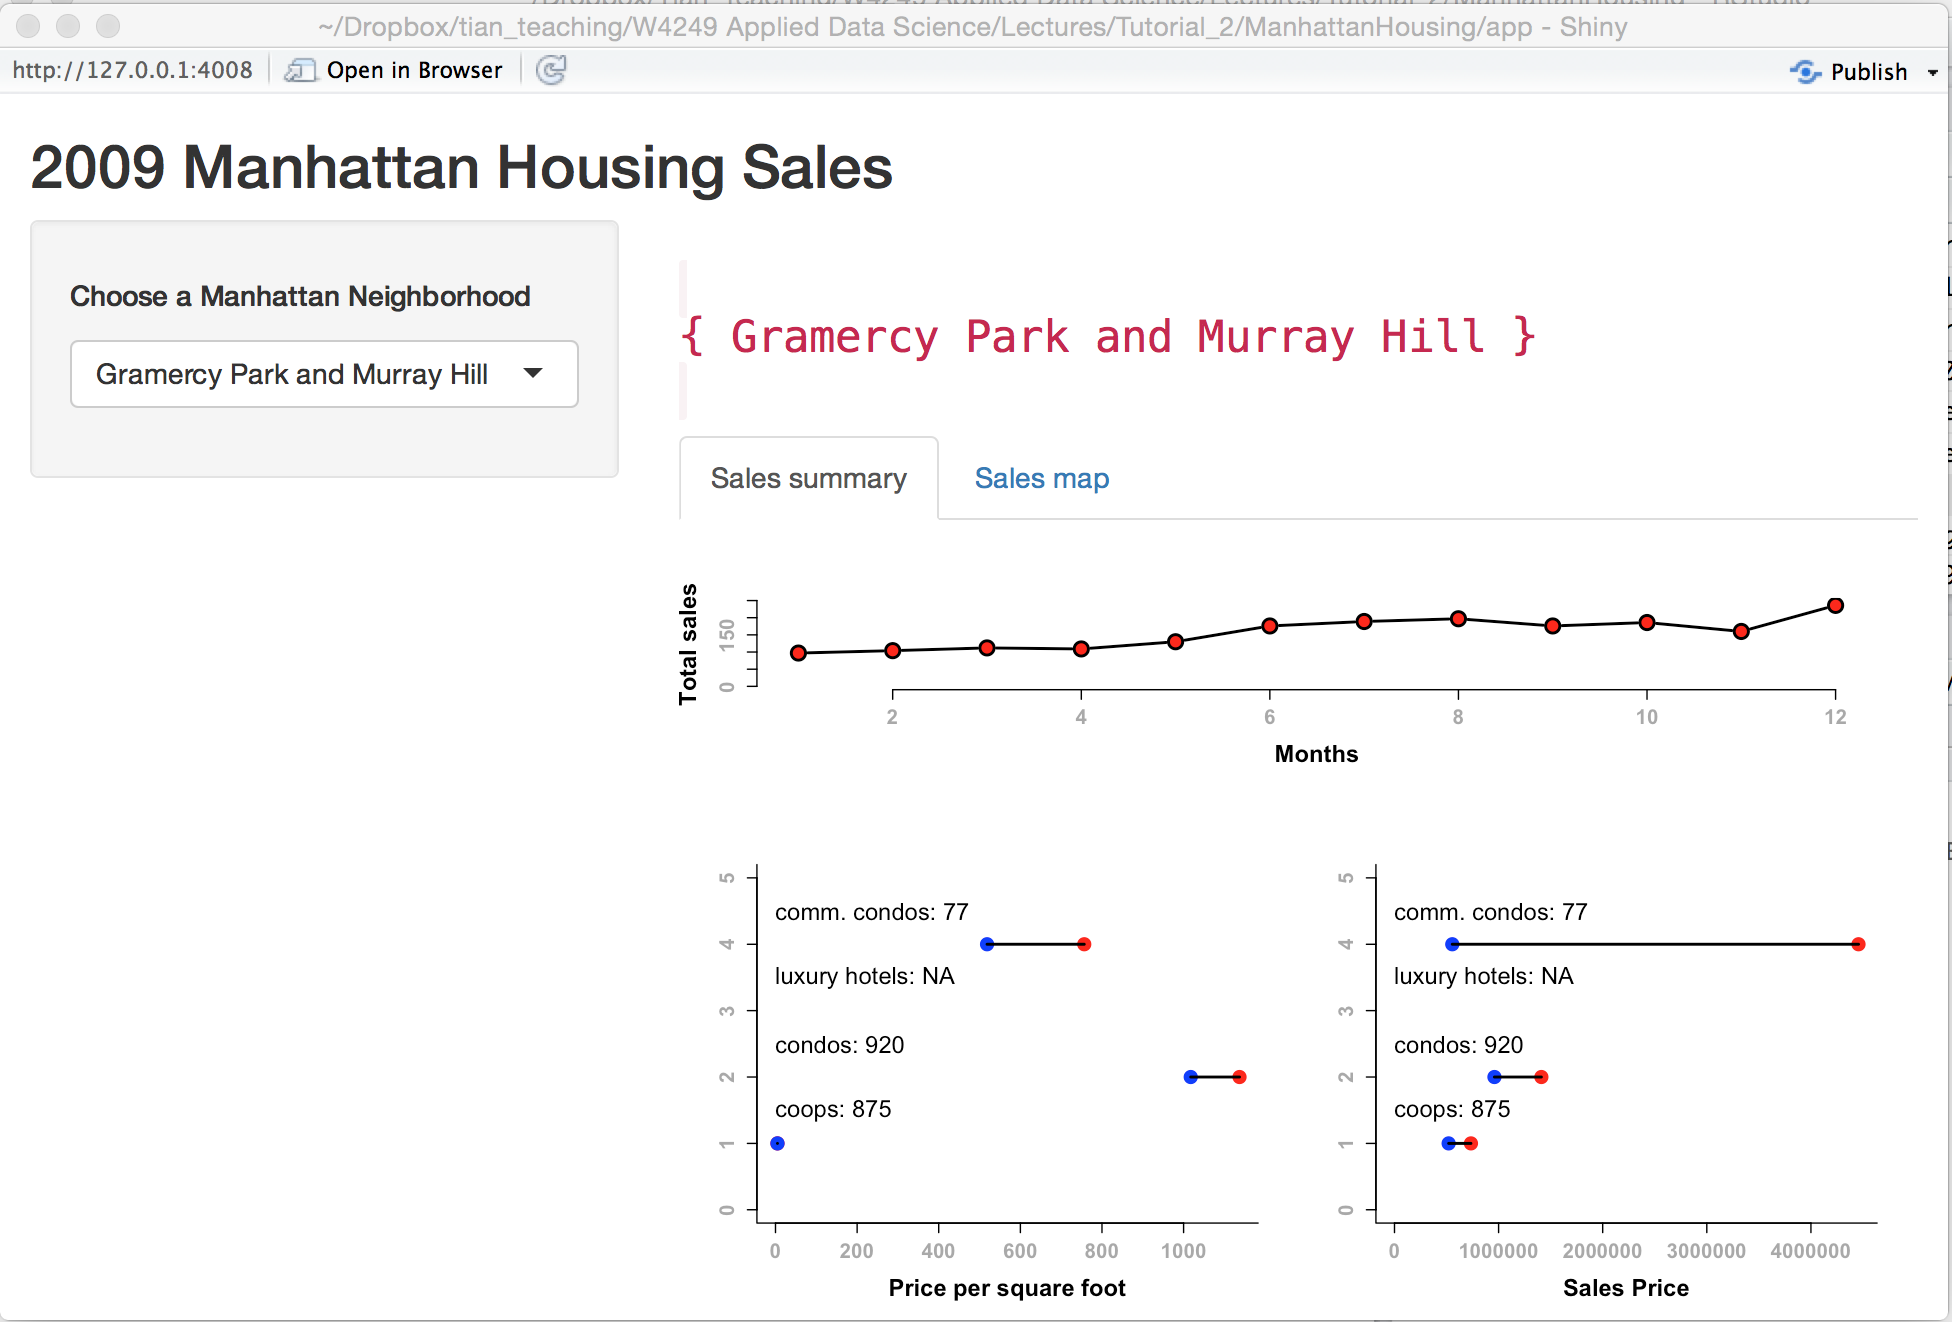 ~/Dropbox/tian_teaching/W4249 Applied Data Science/Lectures/Tutorial_2/ManhattanHousing/app - Shiny
http://127.0.0.1:4008 Open in Browser Publish
2009 Manhattan Housing Sales
Choose a Manhattan Neighborhood
Gramercy Park and Murray Hill
{ Gramercy Park and Murray Hill }
Sales summary Sales map
Total sales
0 150
2 4 6 8 10 12
Months
5
comm. condos: 77
4
luxury hotels: NA
3
condos: 920
2
coops: 875
1
0
0 200 400 600 800 1000
Price per square foot
5
comm. condos: 77
4
luxury hotels: NA
3
condos: 920
2
coops: 875
1
0
0 1000000 2000000 3000000 4000000
Sales Price